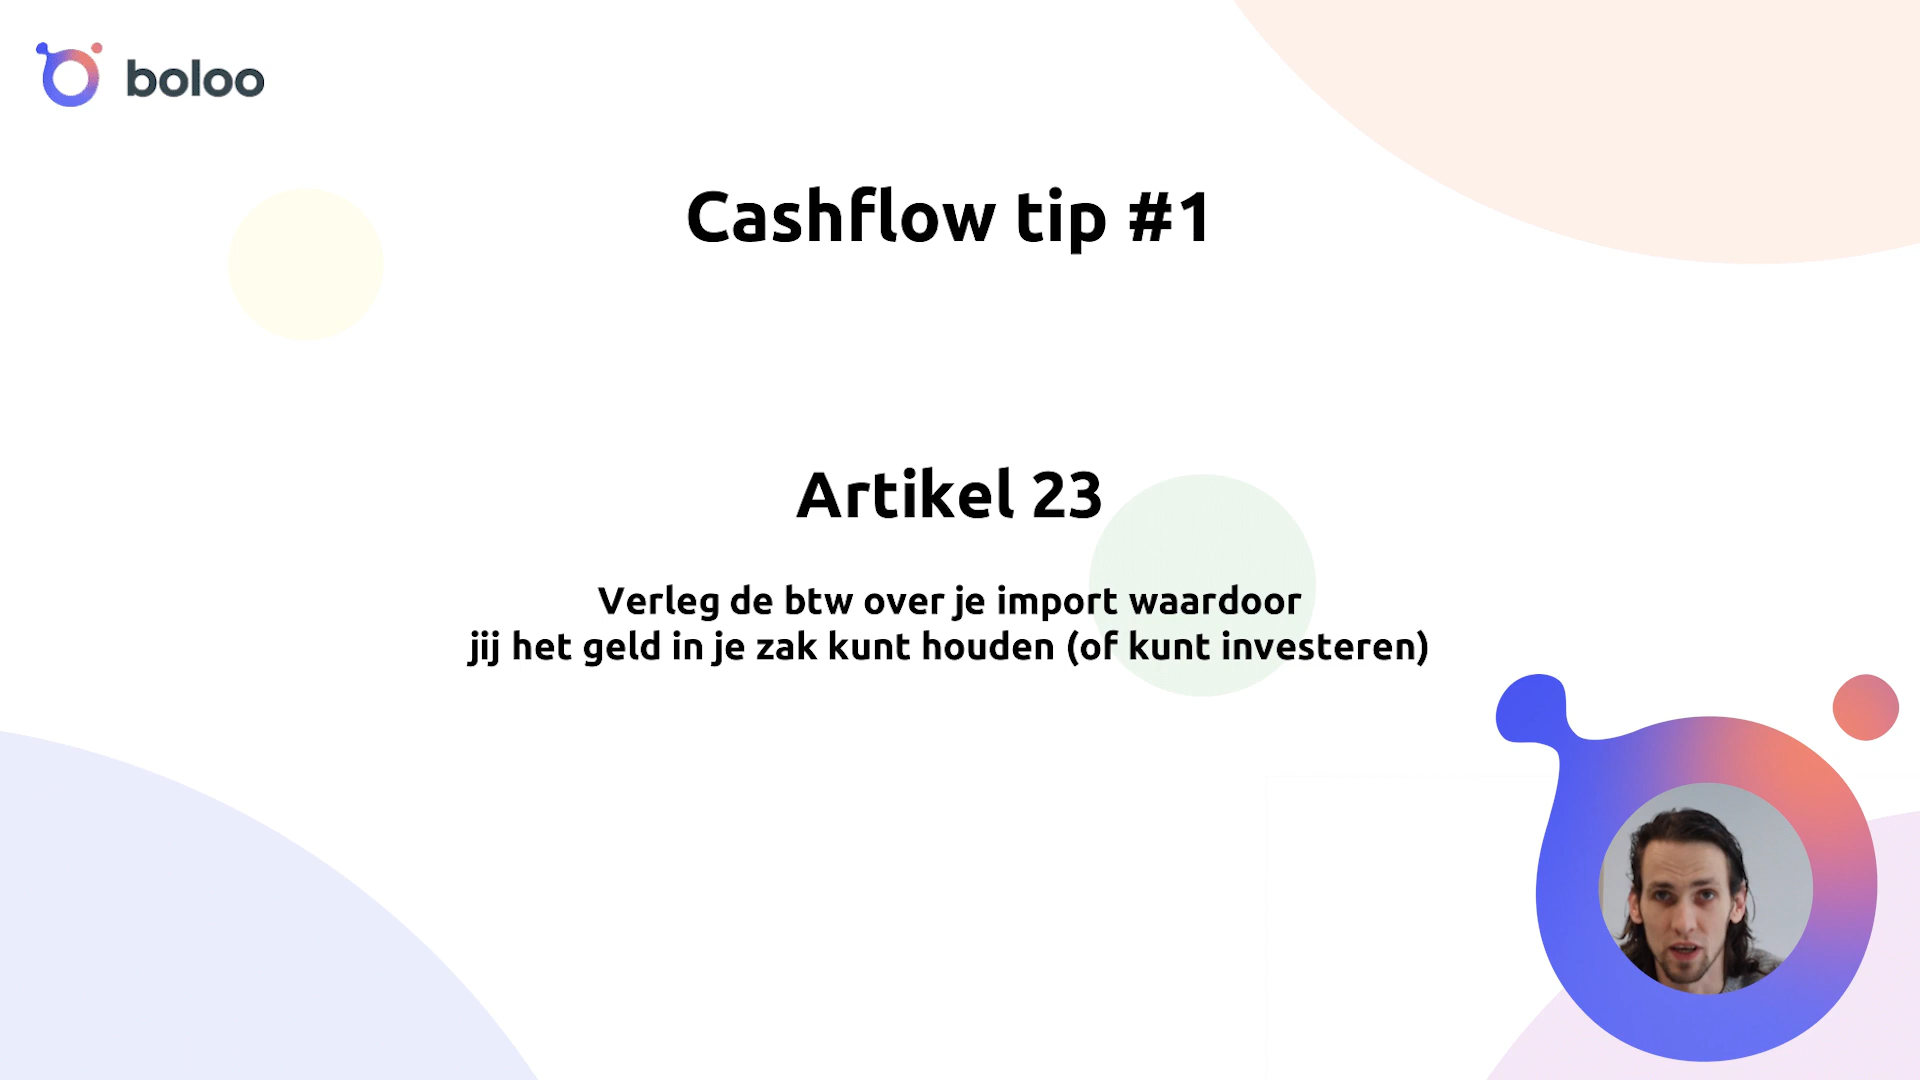 boloo
Cashflow tip #1
Artikel 23
Verleg de btw over je import waardoor
jij het geld in je zak kunt houden (of kunt investeren)